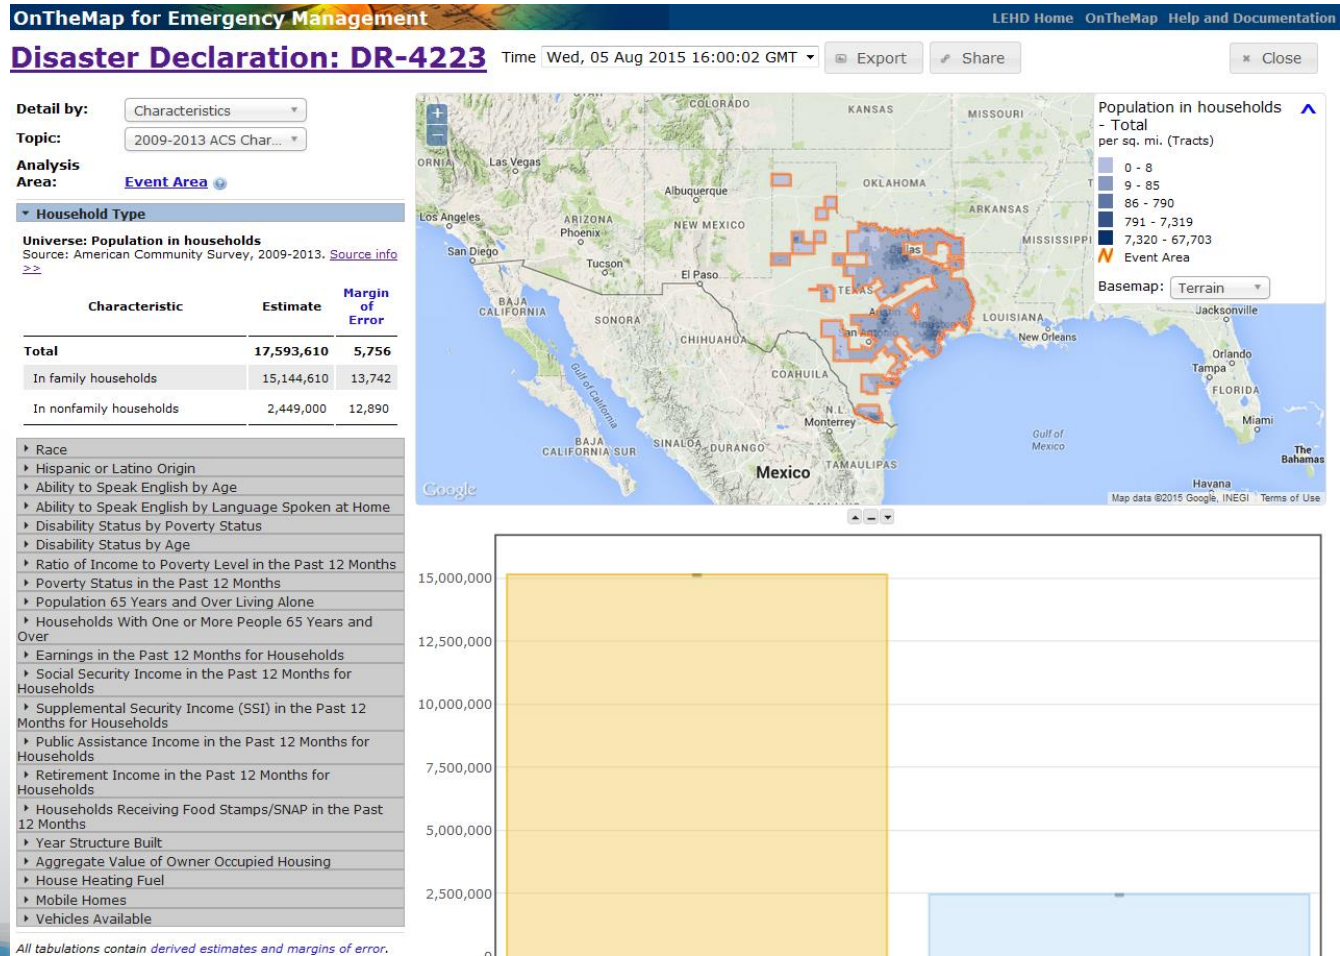 OnTheMap for Emergency Management
LEHD Home OnTheMap Help and Documentation
Disaster Declaration: DR-4223
Time Wed, 05 Aug 2015 16:00:02 GMT
Export
Share
× Close
Detail by:
Characteristics
Topic:
2009-2013 ACS Char...
Analysis
Area:
Event Area
Household Type
Universe: Population in households
Source: American Community Survey, 2009-2013. Source info
>>
Characteristic Estimate Margin
of
Error
Total 17,593,610 5,756
In family households 15,144,610 13,742
In nonfamily households 2,449,000 12,890
Race
Hispanic or Latino Origin
Ability to Speak English by Age
Ability to Speak English by Language Spoken at Home
Disability Status by Poverty Status
Disability Status by Age
Ratio of Income to Poverty Level in the Past 12 Months
Poverty Status in the Past 12 Months
Population 65 Years and Over Living Alone
Households With One or More People 65 Years and
Over
Earnings in the Past 12 Months for Households
Social Security Income in the Past 12 Months for
Households
Supplemental Security Income (SSI) in the Past 12
Months for Households
Public Assistance Income in the Past 12 Months for
Households
Retirement Income in the Past 12 Months for
Households
Households Receiving Food Stamps/SNAP in the Past
12 Months
Year Structure Built
Aggregate Value of Owner Occupied Housing
House Heating Fuel
Mobile Homes
Vehicles Available
All tabulations contain derived estimates and margins of error.
+
−
COLORADO
KANSAS
MISSOURI
Las Vegas
Albuquerque
OKLAHOMA
ARKANSAS
Los Angeles
ARIZONA
Phoenix
NEW MEXICO
MISSISSIPPI
San Diego
Tucson
El Paso
TEXAS
Austin
San Antonio
LOUISIANA
New Orleans
BAJA
CALIFORNIA
SONORA
CHIHUAHUA
COAHUILA
Gulf of California
N.L.
Monterrey
BAJA
CALIFORNIA SUR
SINALOA
DURANGO
TAMAULIPAS
Mexico
Gulf of
Mexico
Jacksonville
Orlando
Tampa
FLORIDA
Miami
The
Bahamas
Havana
Google
Map data ©2015 Google, INEGI Terms of Use
Population in households
- Total
per sq. mi. (Tracts)
0 - 8
9 - 85
86 - 790
791 - 7,319
7,320 - 67,703
Event Area
Basemap: Terrain
15,000,000
12,500,000
10,000,000
7,500,000
5,000,000
2,500,000
0